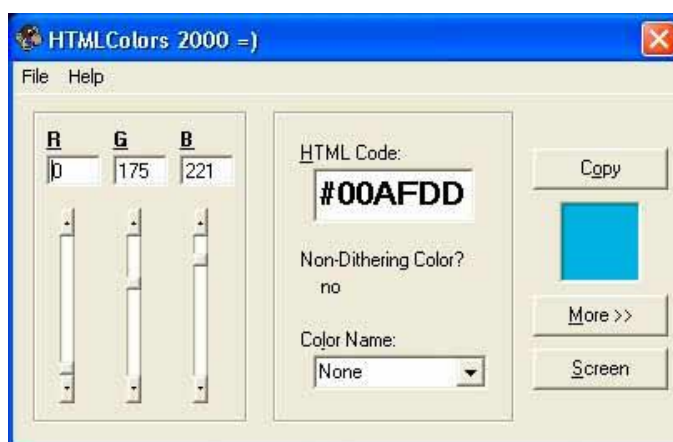 HTMLColors 2000 =)
File Help
R G B
0 175 221
HTML Code:
#00AFDD
Non-Dithering Color?
no
Color Name:
None
Copy
More >>
Screen